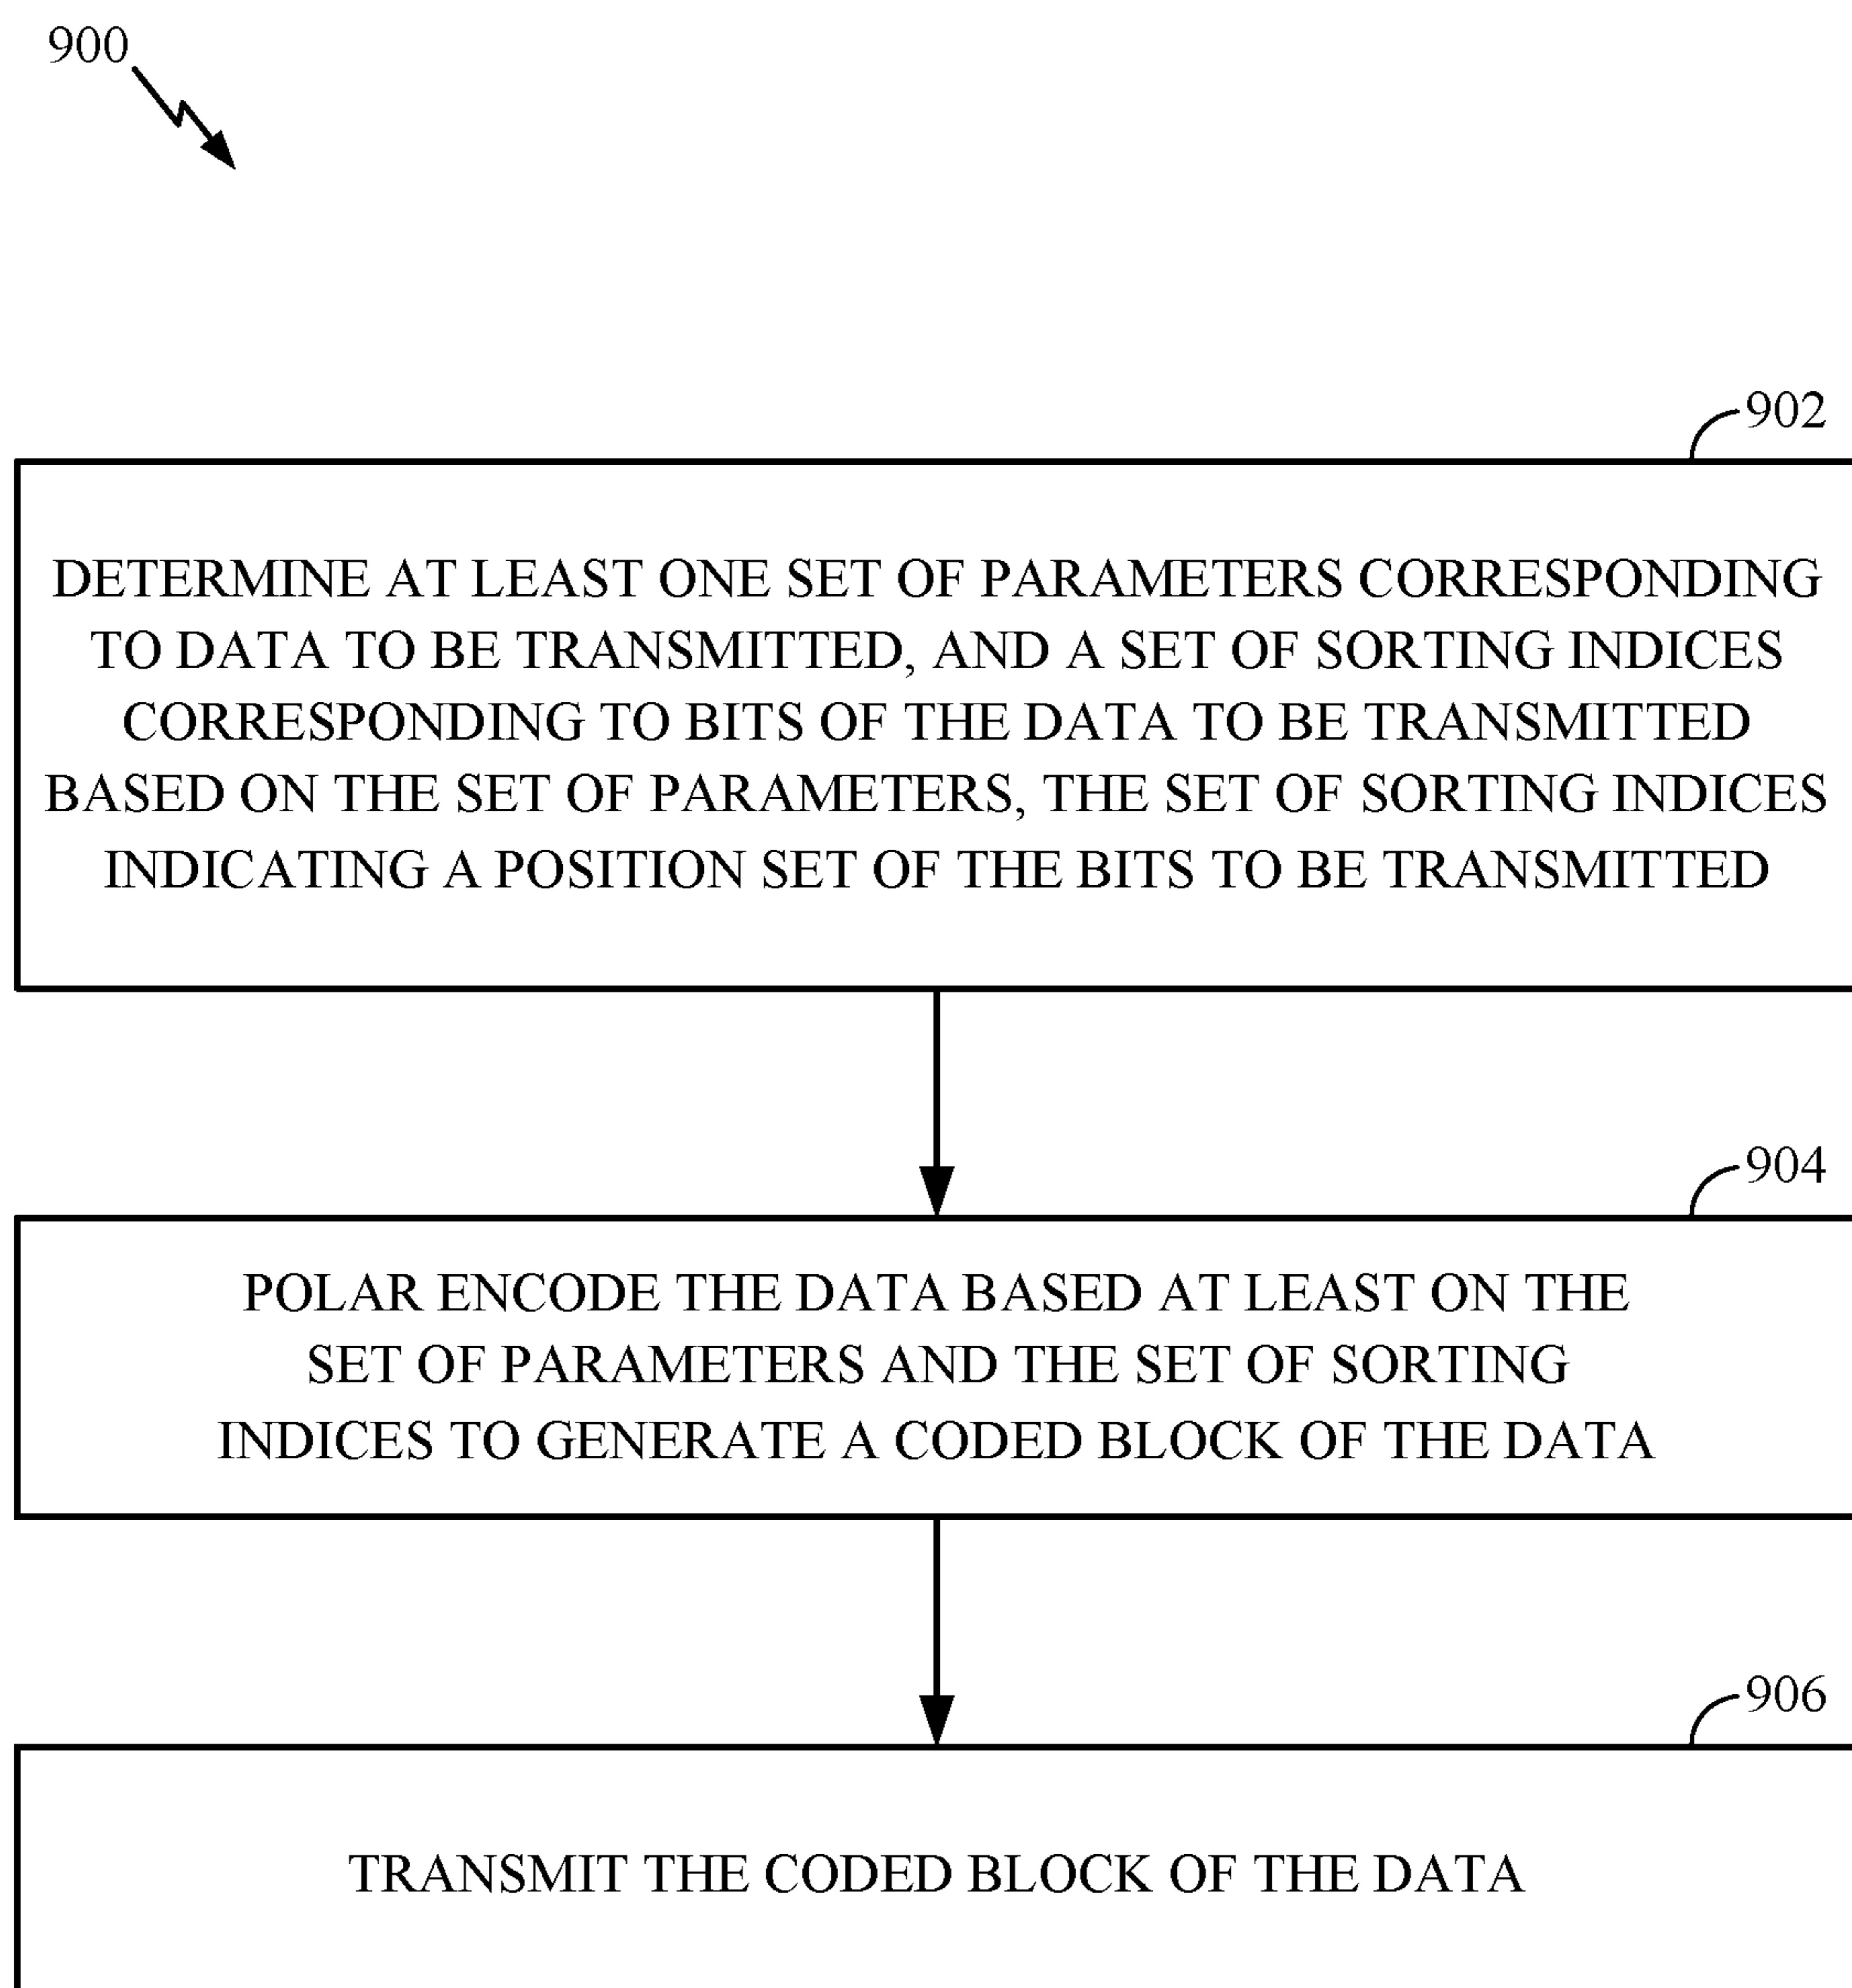 900
902
DETERMINE AT LEAST ONE SET OF PARAMETERS CORRESPONDING
TO DATA TO BE TRANSMITTED, AND A SET OF SORTING INDICES
CORRESPONDING TO BITS OF THE DATA TO BE TRANSMITTED
BASED ON THE SET OF PARAMETERS, THE SET OF SORTING INDICES
INDICATING A POSITION SET OF THE BITS TO BE TRANSMITTED
904
POLAR ENCODE THE DATA BASED AT LEAST ON THE
SET OF PARAMETERS AND THE SET OF SORTING
INDICES TO GENERATE A CODED BLOCK OF THE DATA
906
TRANSMIT THE CODED BLOCK OF THE DATA